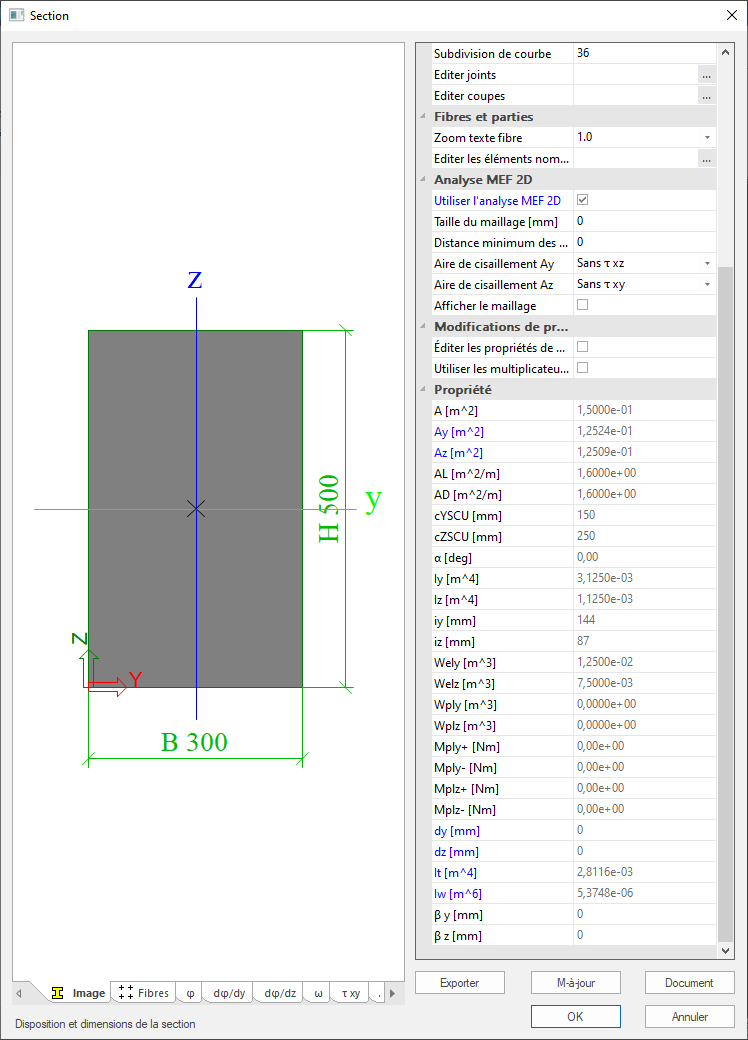 Section
Z
y
H 500
Z
Y
B 300
Image
Fibres
φ
dφ/dy
dφ/dz
ω
τ xy
.
Disposition et dimensions de la section
Subdivision de courbe 36
Editer joints ...
Editer coupes ...
Fibres et parties
Zoom texte fibre 1.0
Editer les éléments nom... ...
Analyse MEF 2D
Utiliser l'analyse MEF 2D
Taille du maillage [mm] 0
Distance minimum des ... 0
Aire de cisaillement Ay Sans τ xz
Aire de cisaillement Az Sans τ xy
Afficher le maillage
Modifications de pr...
Éditer les propriétés de ...
Utiliser les multiplicateu...
Propriété
A [m^2] 1,5000e-01
Ay [m^2] 1,2524e-01
Az [m^2] 1,2509e-01
AL [m^2/m] 1,6000e+00
AD [m^2/m] 1,6000e+00
cYSCU [mm] 150
cZSCU [mm] 250
α [deg] 0,00
Iy [m^4] 3,1250e-03
Iz [m^4] 1,1250e-03
iy [mm] 144
iz [mm] 87
Wely [m^3] 1,2500e-02
Welz [m^3] 7,5000e-03
Wply [m^3] 0,0000e+00
Wplz [m^3] 0,0000e+00
Mply+ [Nm] 0,00e+00
Mply- [Nm] 0,00e+00
Mplz+ [Nm] 0,00e+00
Mplz- [Nm] 0,00e+00
dy [mm] 0
dz [mm] 0
It [m^4] 2,8116e-03
Iw [m^6] 5,3748e-06
β y [mm] 0
β z [mm] 0
Exporter
M-à-jour
Document
OK
Annuler